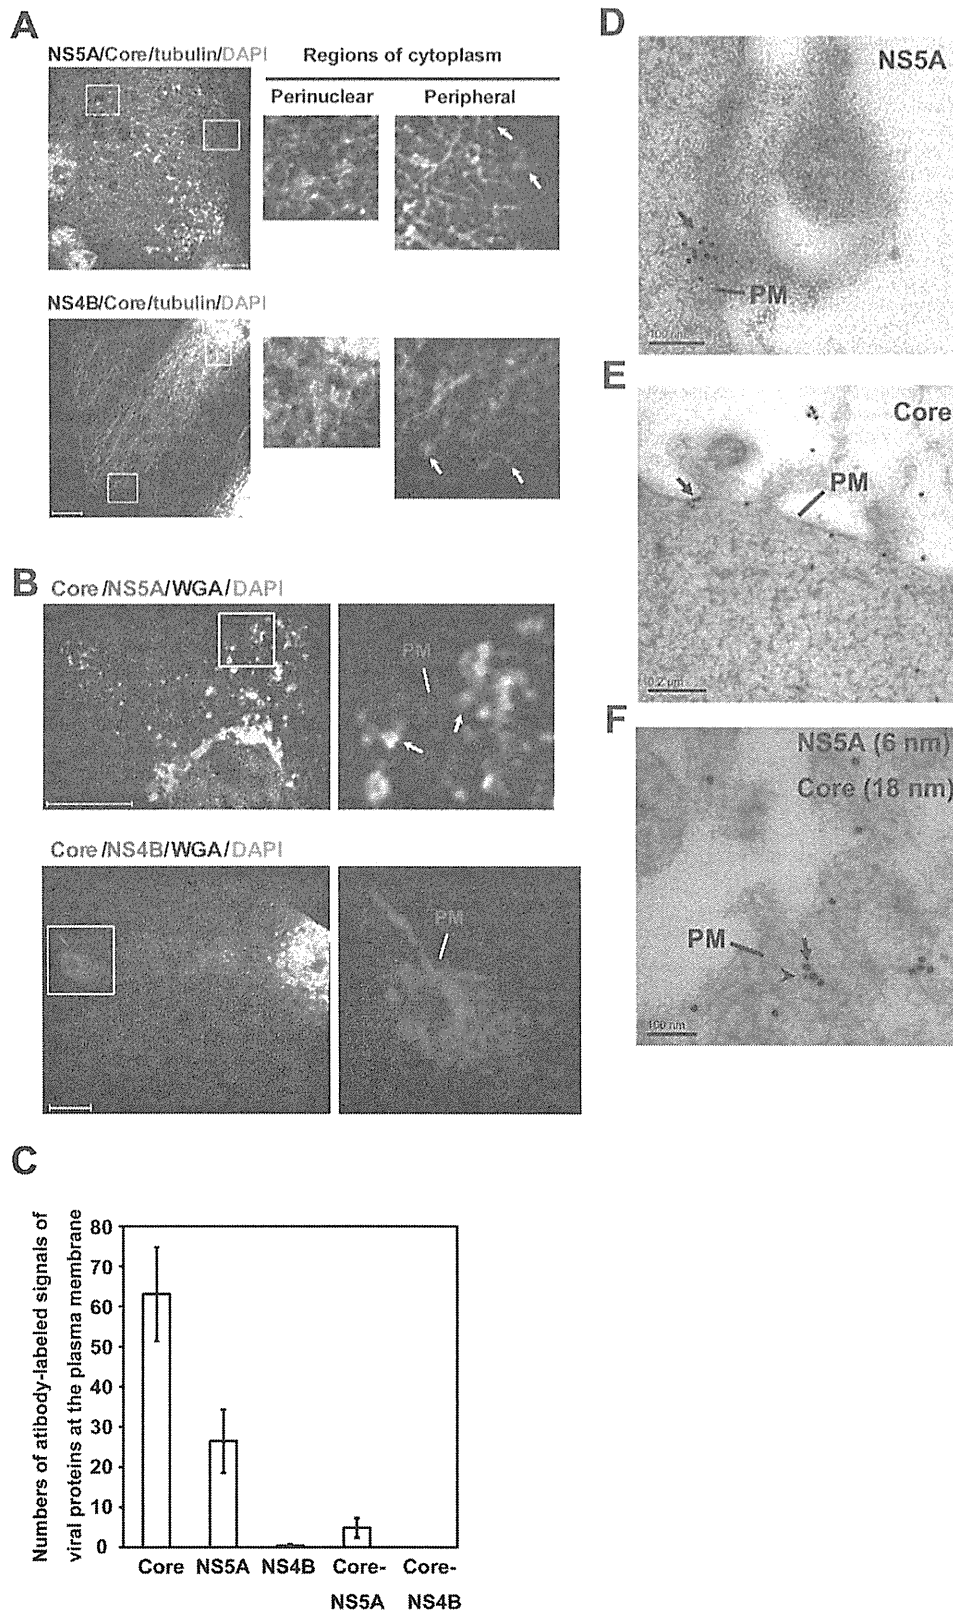 A
NS5A/Core/tubulin/DAPI
Regions of cytoplasm
Perinuclear
Peripheral
NS4B/Core/tubulin/DAPI
B
Core/NS5A/WGA/DAPI
PM
Core/NS4B/WGA/DAPI
PM
C
Numbers of atibody-labeled signals of
viral proteins at the plasma membrane
80
70
60
50
40
30
20
10
0
Core
NS5A
NS4B
Core-
NS5A
Core-
NS4B
D
NS5A
PM
100 nm
E
Core
PM
0.2 µm
F
NS5A (6 nm)
Core (18 nm)
PM
100 nm